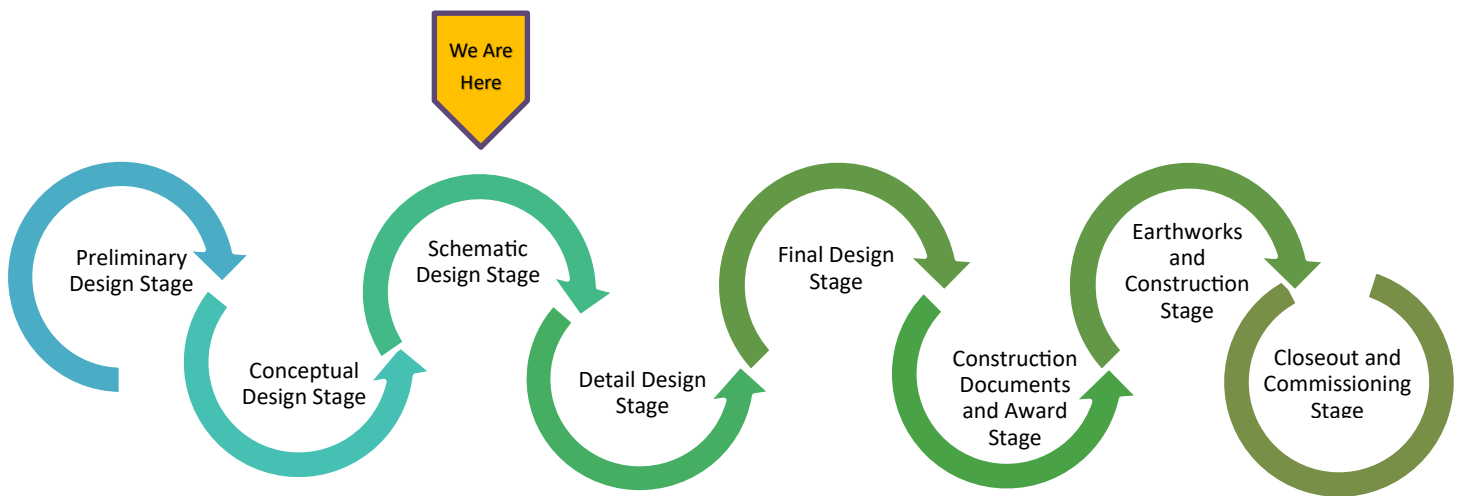 We Are
Here
Preliminary
Design Stage
Conceptual
Design Stage
Schematic
Design Stage
Detail Design
Stage
Final Design
Stage
Construction
Documents
and Award
Stage
Earthworks
and
Construction
Stage
Closeout and
Commissioning
Stage